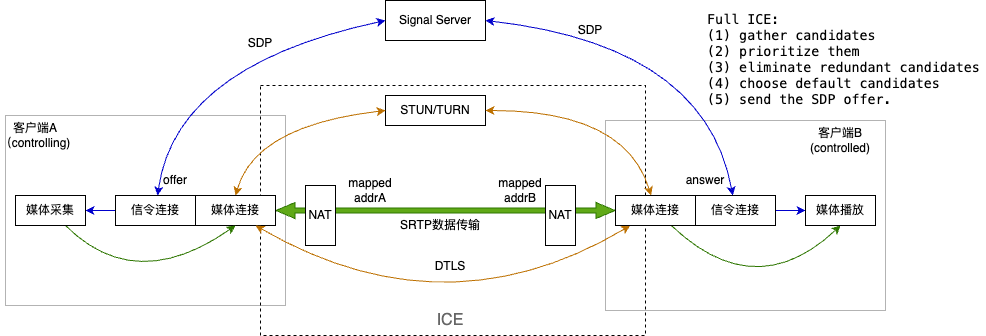 Signal Server
Full ICE:
(1) gather candidates
(2) prioritize them
(3) eliminate redundant candidates
(4) choose default candidates
(5) send the SDP offer.
SDP
SDP
STUN/TURN
客户端A
(controlling)
客户端B
(controlled)
offer
mapped
addrA
mapped
addrB
answer
媒体采集
信令连接
媒体连接
NAT
SRTP数据传输
NAT
媒体连接
信令连接
媒体播放
DTLS
ICE